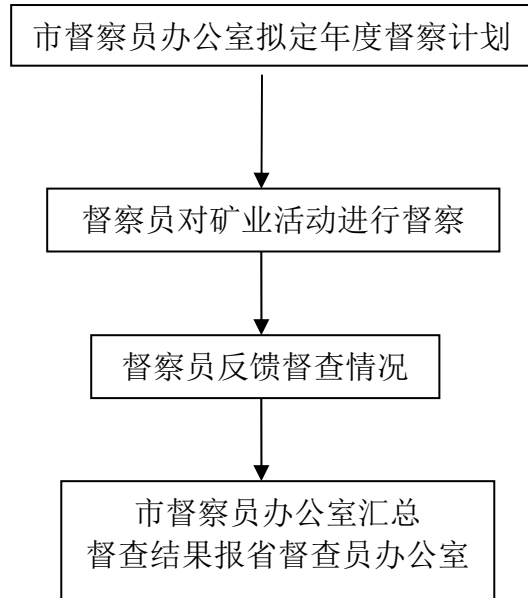 市督察员办公室拟定年度督察计划
督察员对矿业活动进行督察
督察员反馈督查情况
市督察员办公室汇总
督查结果报省督查员办公室